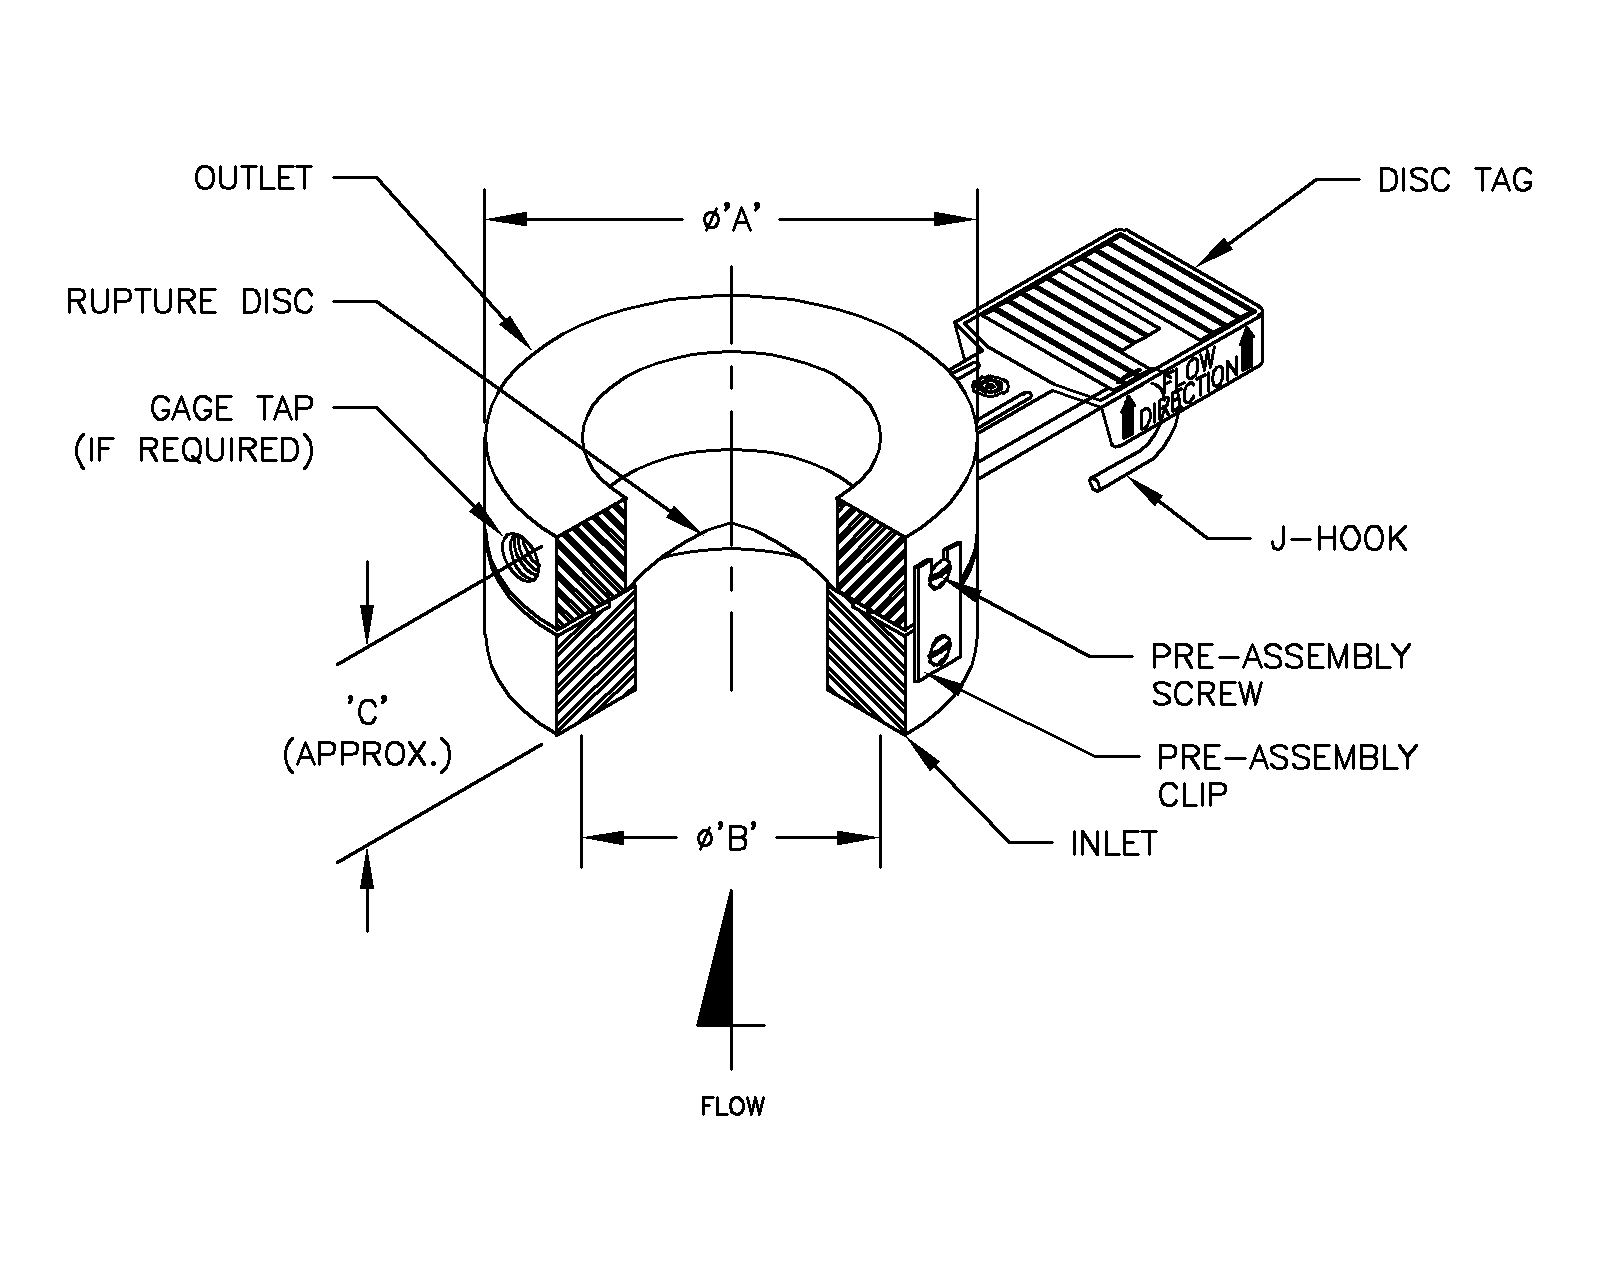 OUTLET
ø'A'
DISC TAG
RUPTURE DISC
GAGE TAP
(IF REQUIRED)
FLOW
DIRECTION
J-HOOK
PRE-ASSEMBLY
SCREW
'C'
(APPROX.)
PRE-ASSEMBLY
CLIP
ø'B'
INLET
FLOW